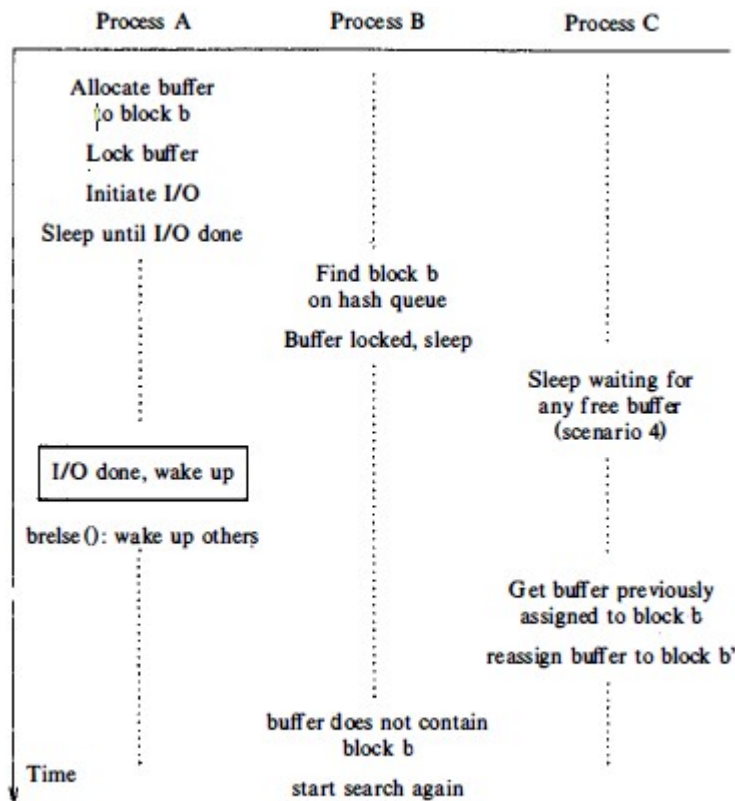 Process A
Process B
Process C
Allocate buffer
to block b
Lock buffer
Initiate I/O
Sleep until I/O done
Find block b
on hash queue
Buffer locked, sleep
Sleep waiting for
any free buffer
(scenario 4)
I/O done, wake up
brelse(): wake up others
Get buffer previously
assigned to block b
reassign buffer to block b'
buffer does not contain
block b
start search again
Time